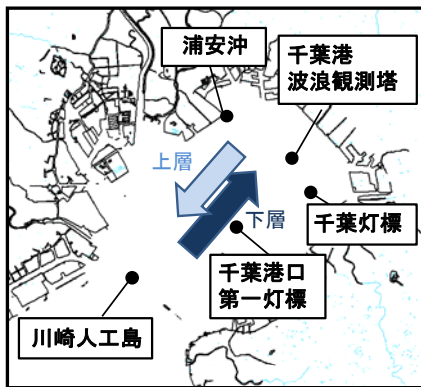 浦安沖
千葉港
波浪観測塔
上層
下層
千葉灯標
千葉港口
第一灯標
川崎人工島